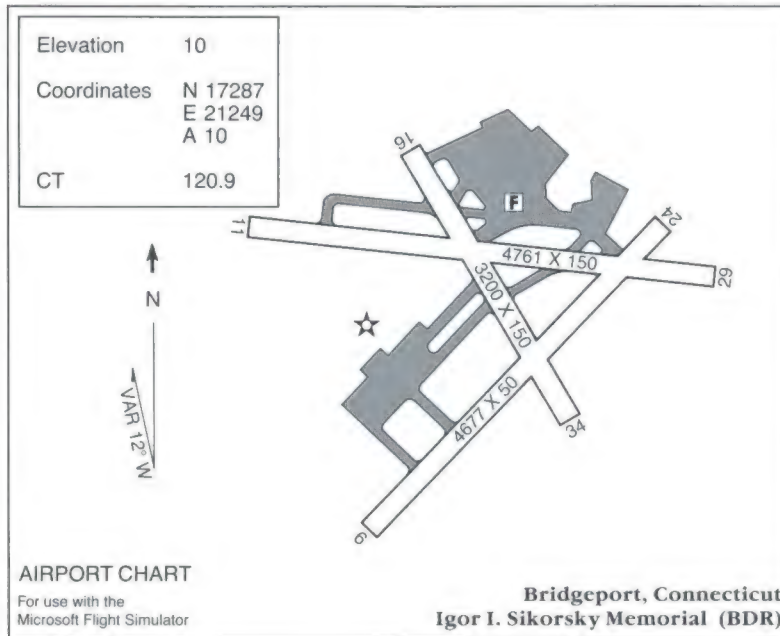 Elevation 10
Coordinates N 17287
E 21249
A 10
CT 120.9
16
24
F
11
4761 X 150
29
N
3200 X 150
VAR 12° W
4677 X 50
34
6
AIRPORT CHART
For use with the
Microsoft Flight Simulator
Bridgeport, Connecticut
Igor I. Sikorsky Memorial (BDR)